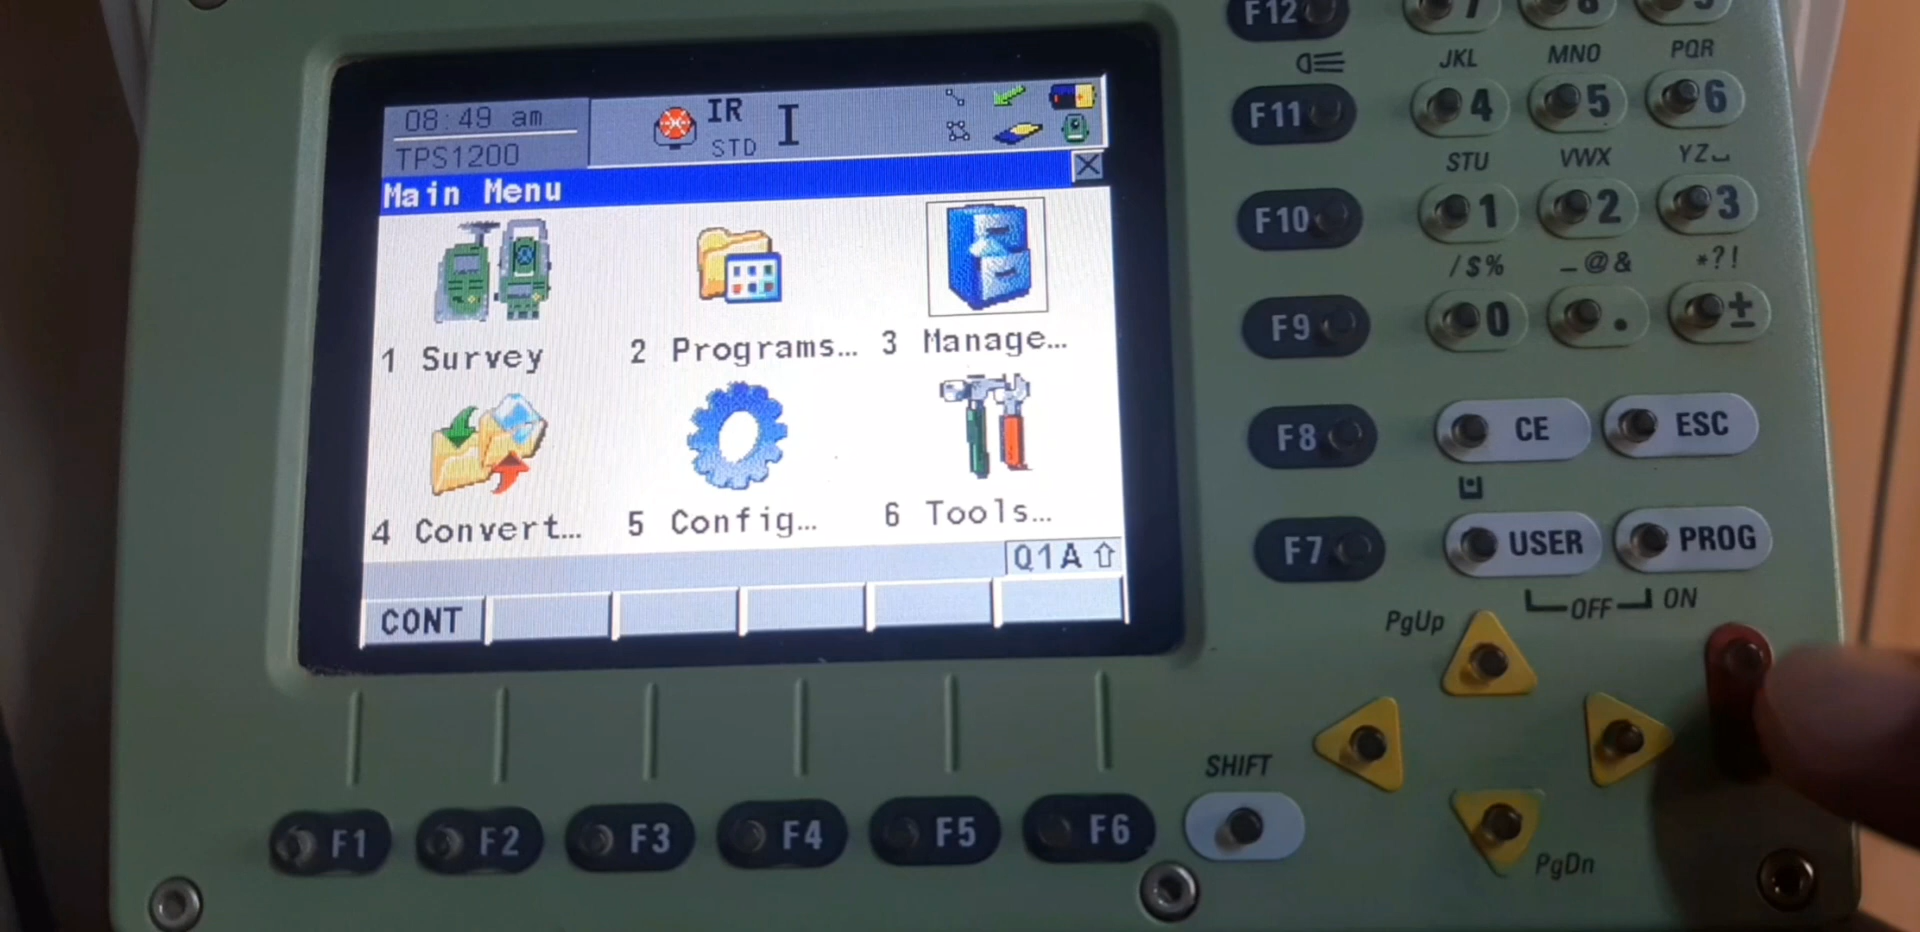 08:49 am
TPS1200
IR
STD
I
Main Menu
1 Survey
2 Programs…
3 Manage…
4 Convert…
5 Config…
6 Tools…
Q1A⇧
CONT
F1
F2
F3
F4
F5
F6
SHIFT
F12
F11
F10
F9
F8
F7
7
8
JKL
MNO
PQR
4
5
6
STU
VWX
YZ⎵
1
2
3
/$%
_@&
*?!
0
.
±
CE
ESC
USER
PROG
OFF
ON
PgUp
PgDn